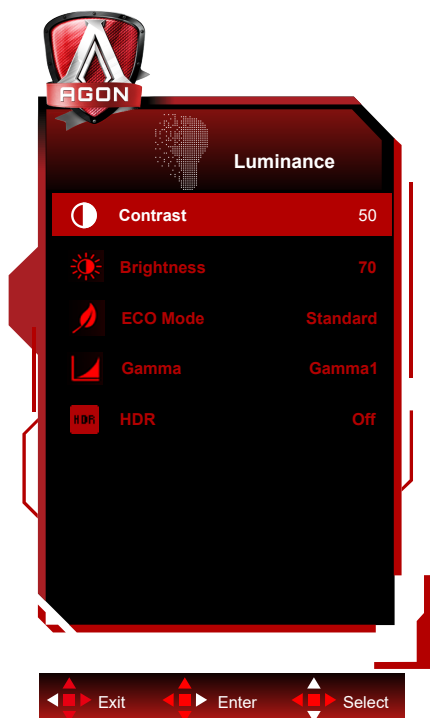 AGON
Luminance
Contrast 50
Brightness 70
ECO Mode Standard
Gamma Gamma1
HDR HDR Off
Exit Enter Select